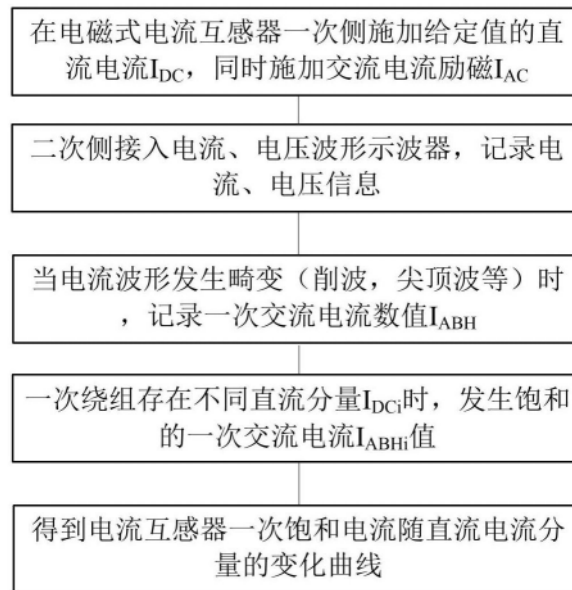 在电磁式电流互感器一次侧施加给定值的直
流电流I_DC，同时施加交流电流励磁I_AC
二次侧接入电流、电压波形示波器，记录电
流、电压信息
当电流波形发生畸变（削波，尖顶波等）时
，记录一次交流电流数值I_ABH
一次绕组存在不同直流分量I_DCi时，发生饱和
的一次交流电流I_ABHi值
得到电流互感器一次饱和电流随直流电流分
量的变化曲线